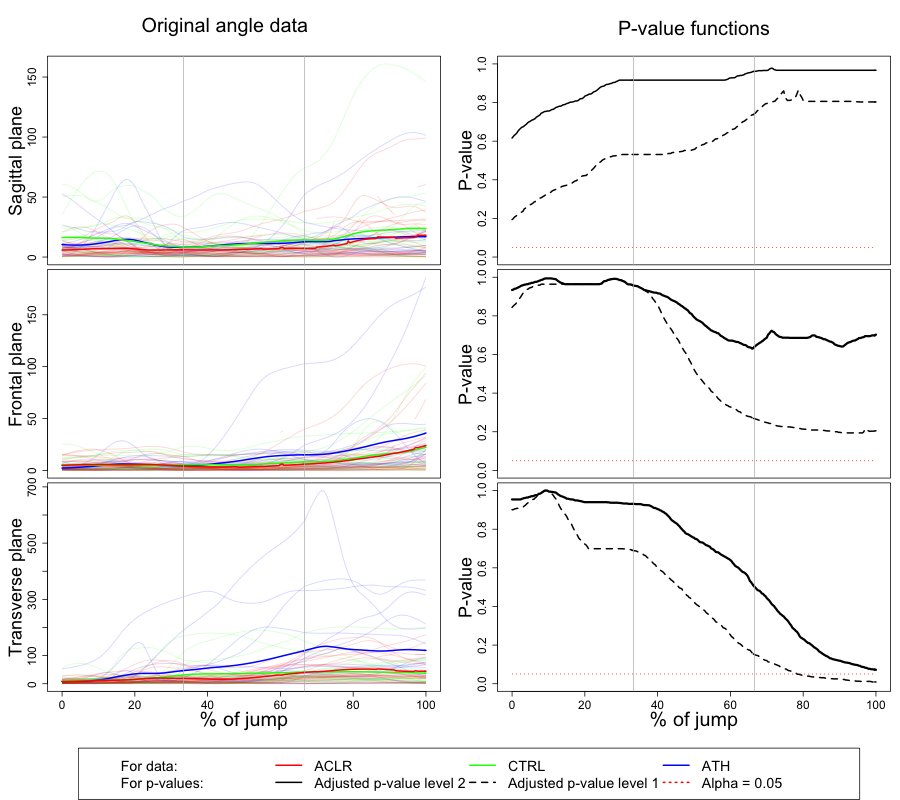 Original angle data
P-value functions
Sagittal plane
0 50 100 150
P-value
0.0 0.2 0.4 0.6 0.8 1.0
Frontal plane
0 50 100 150
P-value
0.0 0.2 0.4 0.6 0.8 1.0
Transverse plane
0 100 300 500 700
P-value
0.0 0.2 0.4 0.6 0.8 1.0
0 20 40 60 80 100
% of jump
0 20 40 60 80 100
% of jump
For data: ACLR CTRL ATH
For p-values: Adjusted p-value level 2 Adjusted p-value level 1 Alpha = 0.05